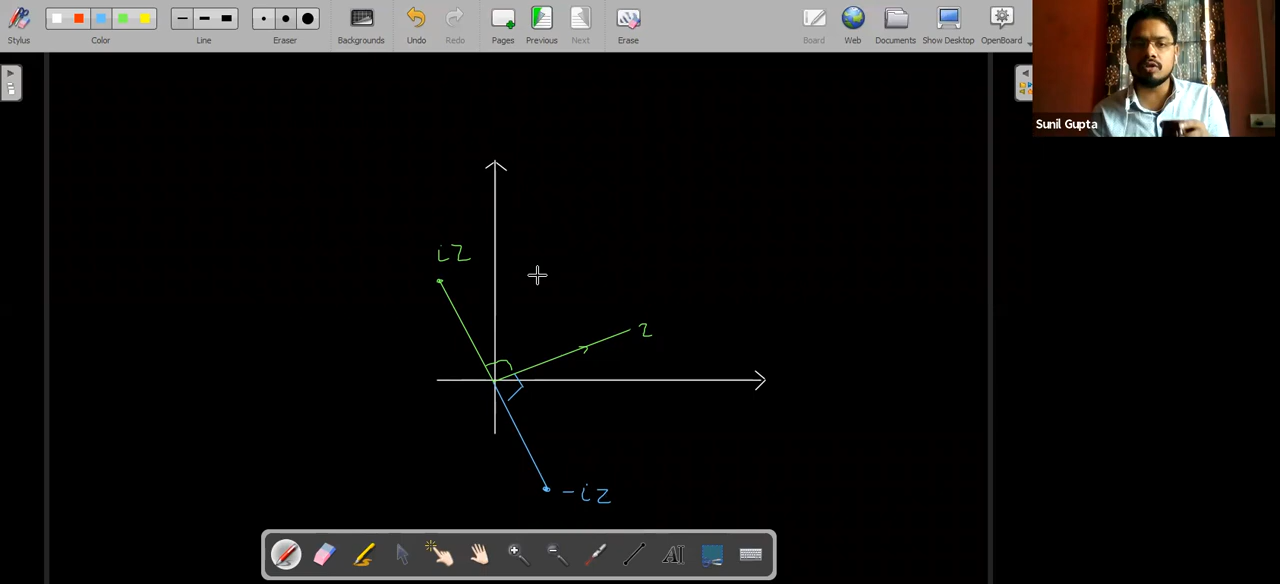 Stylus
Color
Line
Eraser
Backgrounds
Undo
Redo
Pages
Previous
Next
Erase
Board
Web
Documents
Show Desktop
OpenBoard
Sunil Gupta
iz
z
-iz
AI